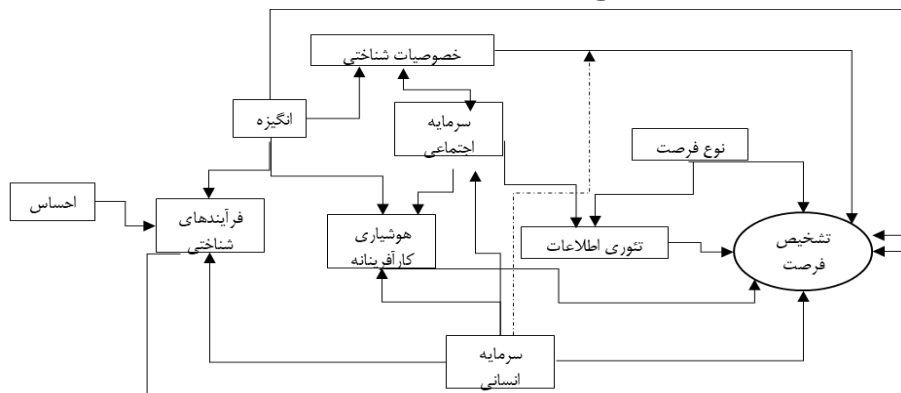 خصوصیات شناختی
انگیزه
سرمایه
اجتماعی
نوع فرصت
احساس
فرآیندهای
شناختی
هوشیاری
کارآفرینانه
تئوری اطلاعات
تشخیص
فرصت
سرمایه
انسانی